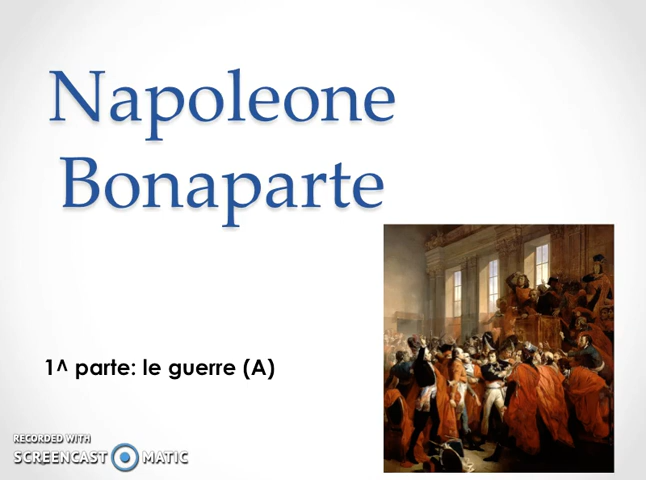 Napoleone
Bonaparte
1^ parte: le guerre (A)
RECORDED WITH
SCREENCAST MATIC